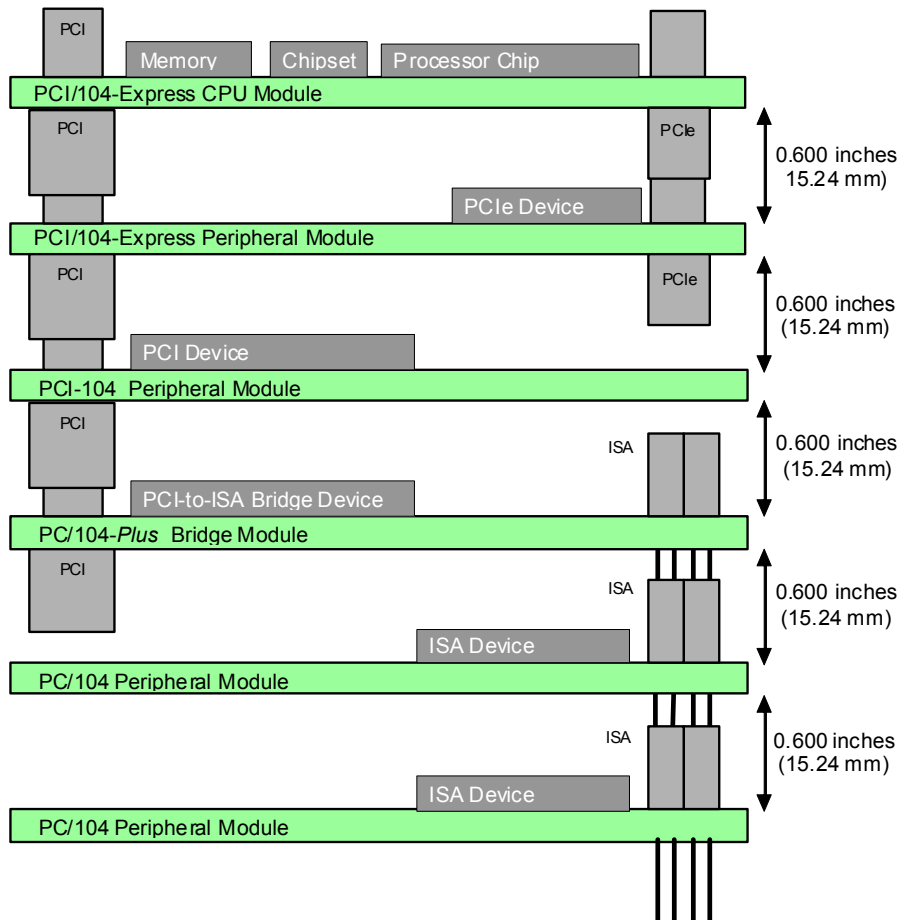 PCI
Memory
Chipset
Processor Chip
PCI/104-Express CPU Module
PCI
PCIe
0.600 inches
15.24 mm)
PCIe Device
PCI/104-Express Peripheral Module
PCI
PCIe
0.600 inches
(15.24 mm)
PCI Device
PCI-104 Peripheral Module
PCI
ISA
0.600 inches
(15.24 mm)
PCI-to-ISA Bridge Device
PC/104-Plus Bridge Module
PCI
ISA
0.600 inches
(15.24 mm)
ISA Device
PC/104 Peripheral Module
ISA
0.600 inches
(15.24 mm)
ISA Device
PC/104 Peripheral Module